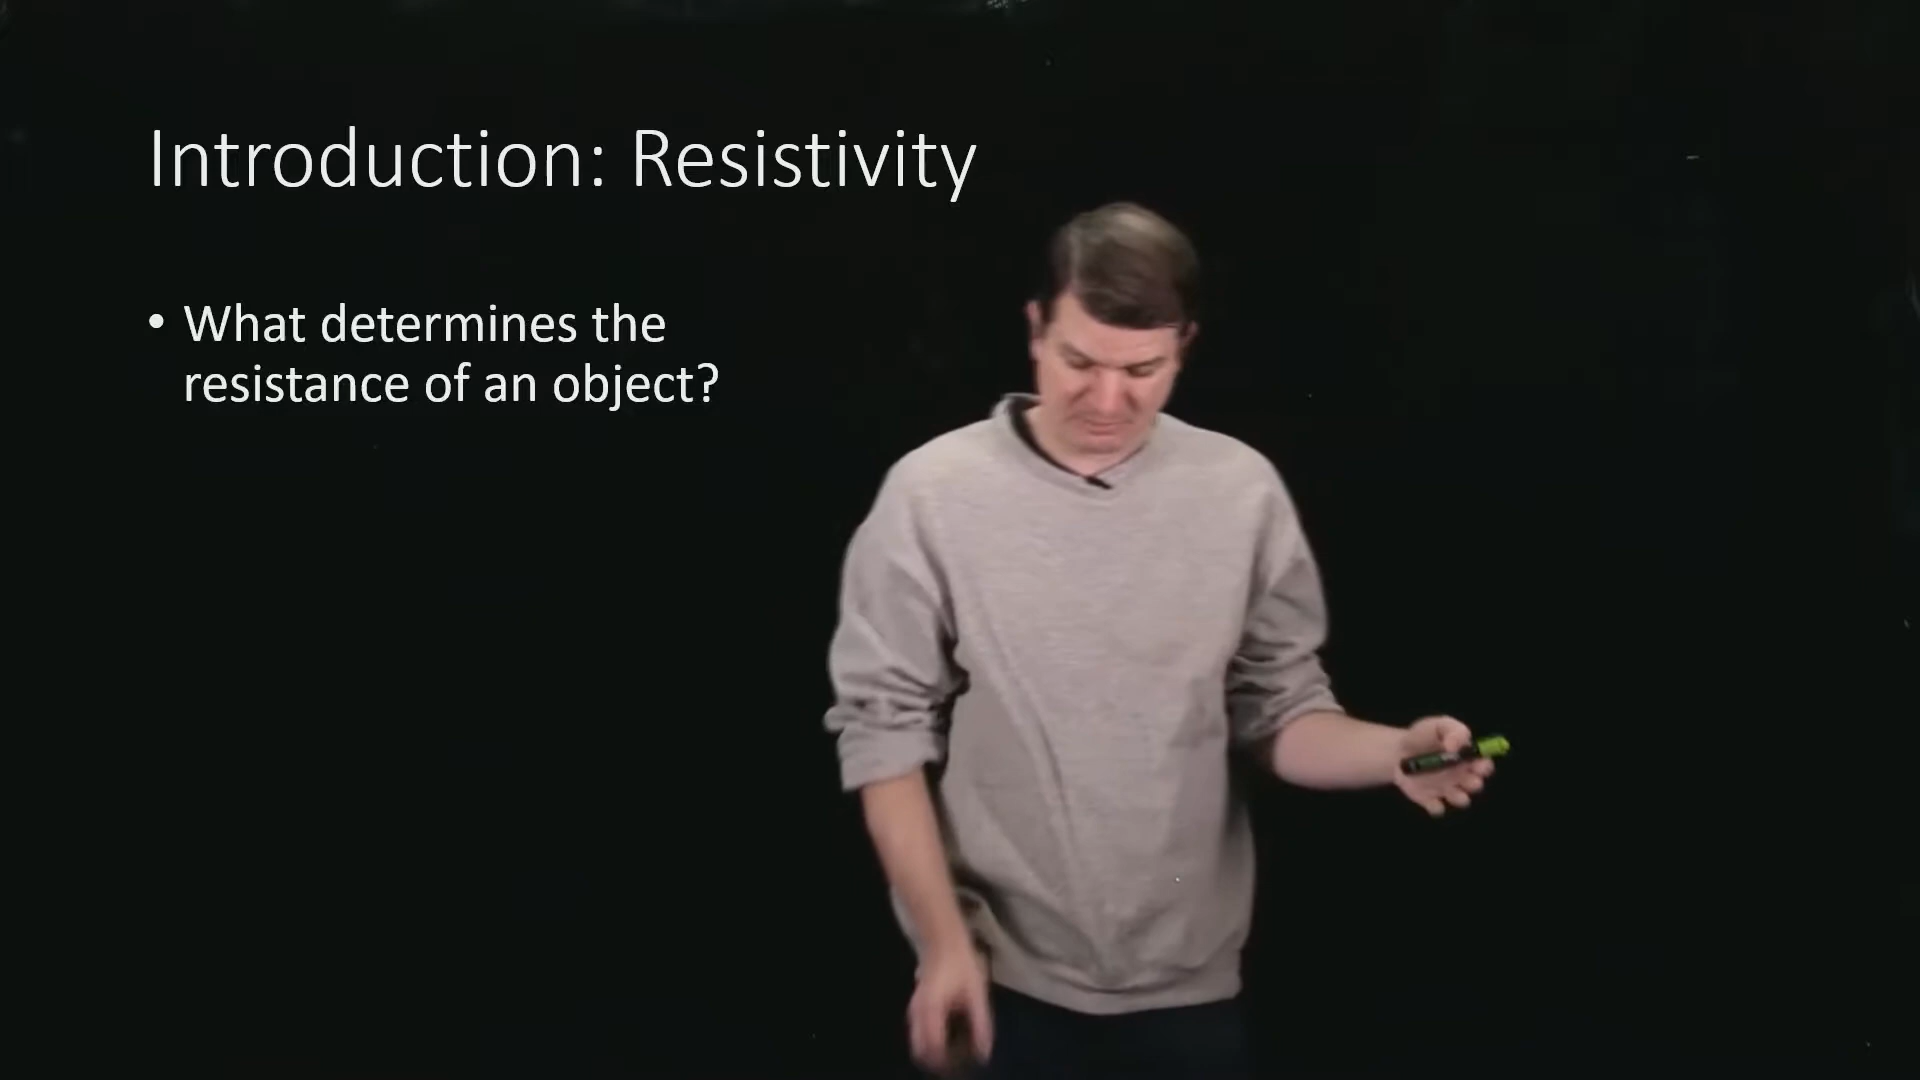 Introduction: Resistivity
• What determines the
resistance of an object?